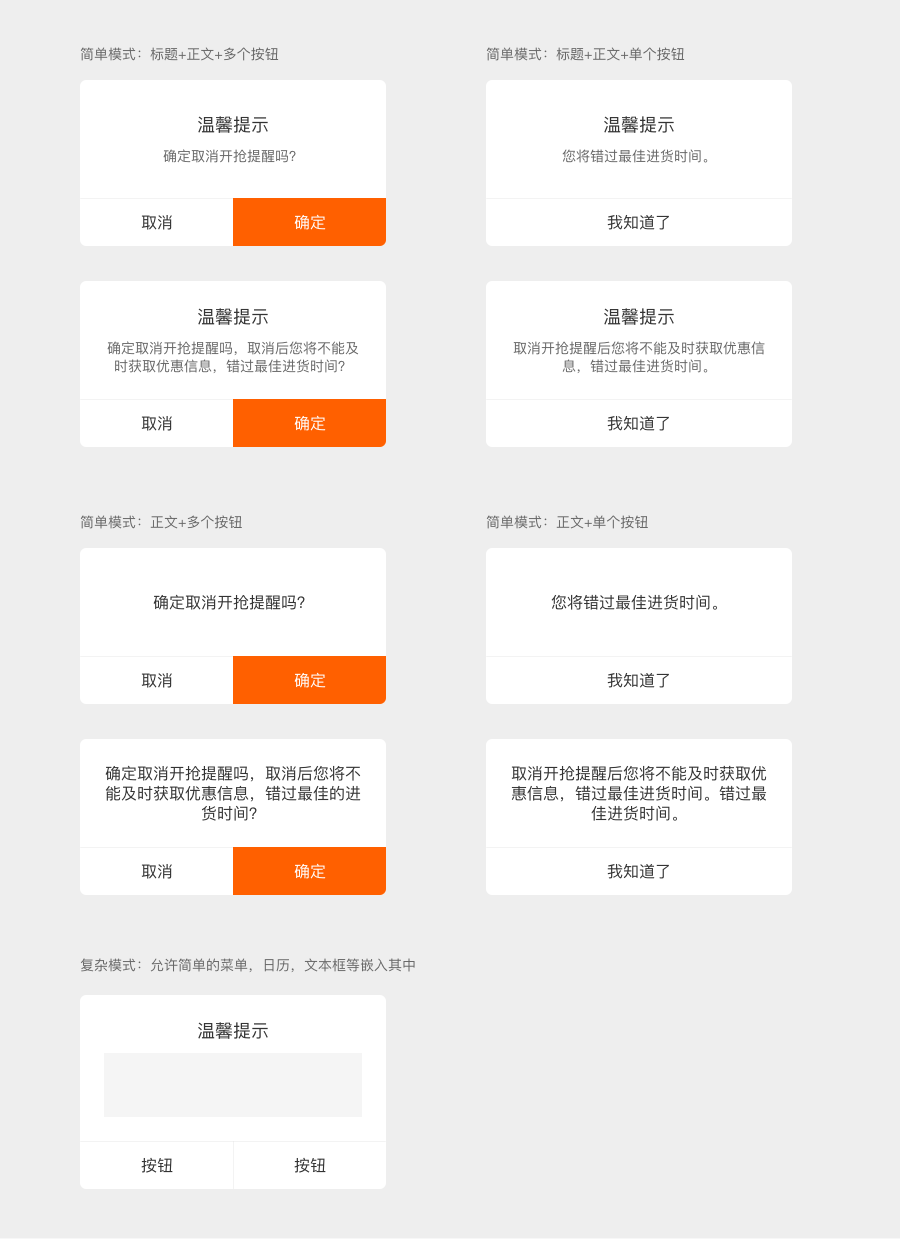 简单模式：标题+正文+多个按钮
温馨提示
确定取消开抢提醒吗?
取消
确定
简单模式：标题+正文+单个按钮
温馨提示
您将错过最佳进货时间。
我知道了
温馨提示
确定取消开抢提醒吗，取消后您将不能及
时获取优惠信息，错过最佳进货时间?
取消
确定
温馨提示
取消开抢提醒后您将不能及时获取优惠信
息，错过最佳进货时间。
我知道了
简单模式：正文+多个按钮
确定取消开抢提醒吗?
取消
确定
简单模式：正文+单个按钮
您将错过最佳进货时间。
我知道了
确定取消开抢提醒吗，取消后您将不
能及时获取优惠信息，错过最佳的进
货时间?
取消
确定
取消开抢提醒后您将不能及时获取优
惠信息，错过最佳进货时间。错过最
佳进货时间。
我知道了
复杂模式：允许简单的菜单，日历，文本框等嵌入其中
温馨提示
按钮
按钮